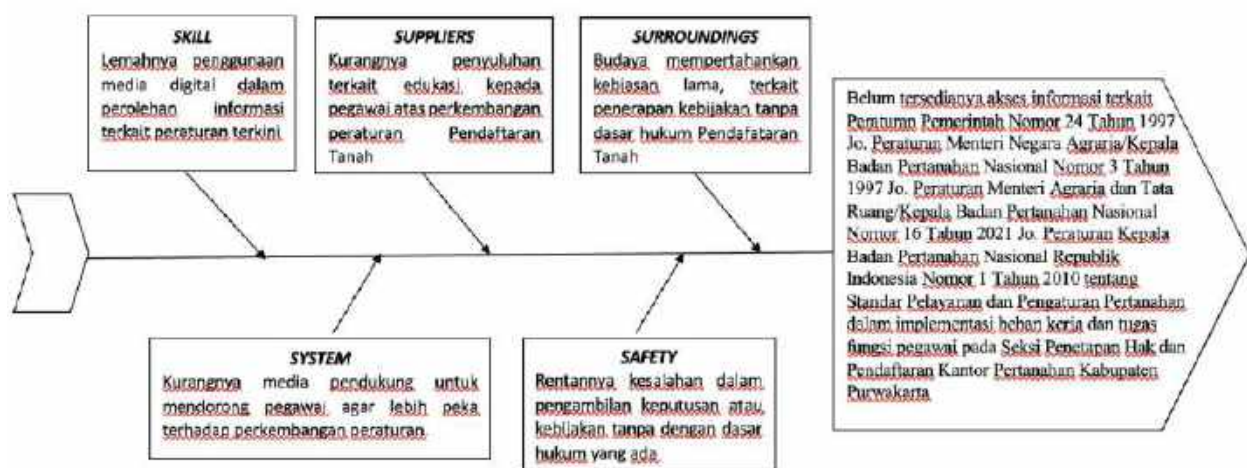 SKILL
Lemahnya penggunaan
media digital dalam
perolehan informasi
terkait peraturan terkini
SUPPLIERS
Kurangnya penyuluhan
terkait edukasi kepada
pegawai atas perkembangan
peraturan Pendaftaran
Tanah
SURROUNDINGS
Budaya mempertahankan
kebiasan lama, terkait
penerapan kebijakan tanpa
dasar hukum Pendafataran
Tanah
Belum tersedianya akses informasi terkait
Peraturan Pemerintah Nomor 24 Tahun 1997
Jo. Peraturan Menteri Negara Agraria/Kepala
Badan Pertanahan Nasional Nomor 3 Tahun
1997 Jo. Peraturan Menteri Agraria dan Tata
Ruang/Kepala Badan Pertanahan Nasional
Nomor 16 Tahun 2021 Jo. Peraturan Kepala
Badan Pertanahan Nasional Republik
Indonesia Nomor 1 Tahun 2010 tentang
Standar Pelayanan dan Pengaturan Pertanahan
dalam implementasi beban kerja dan tugas
fungsi pegawai pada Seksi Penetapan Hak dan
Pendaftaran Kantor Pertanahan Kabupaten
Purwakarta
SYSTEM
Kurangnya media pendukung untuk
mendorong pegawai agar lebih peka
terhadap perkembangan peraturan.
SAFETY
Rentannya kesalahan dalam
pengambilan keputusan atau
kebijakan tanpa dengan dasar
hukum yang ada.